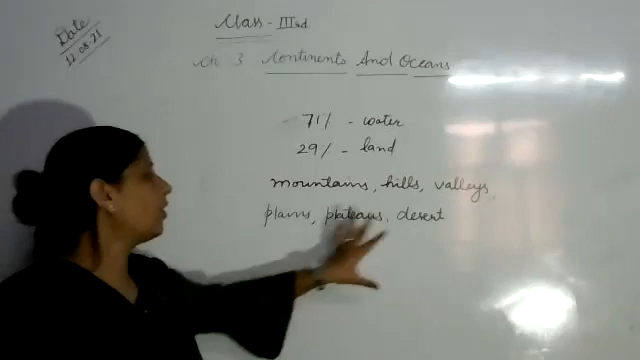 Date
12.08.21
Class - IIIrd
Ch 3 Continents And Oceans
71% - water
29% - land
mountains, hills, valleys,
plains, plateaus, desert